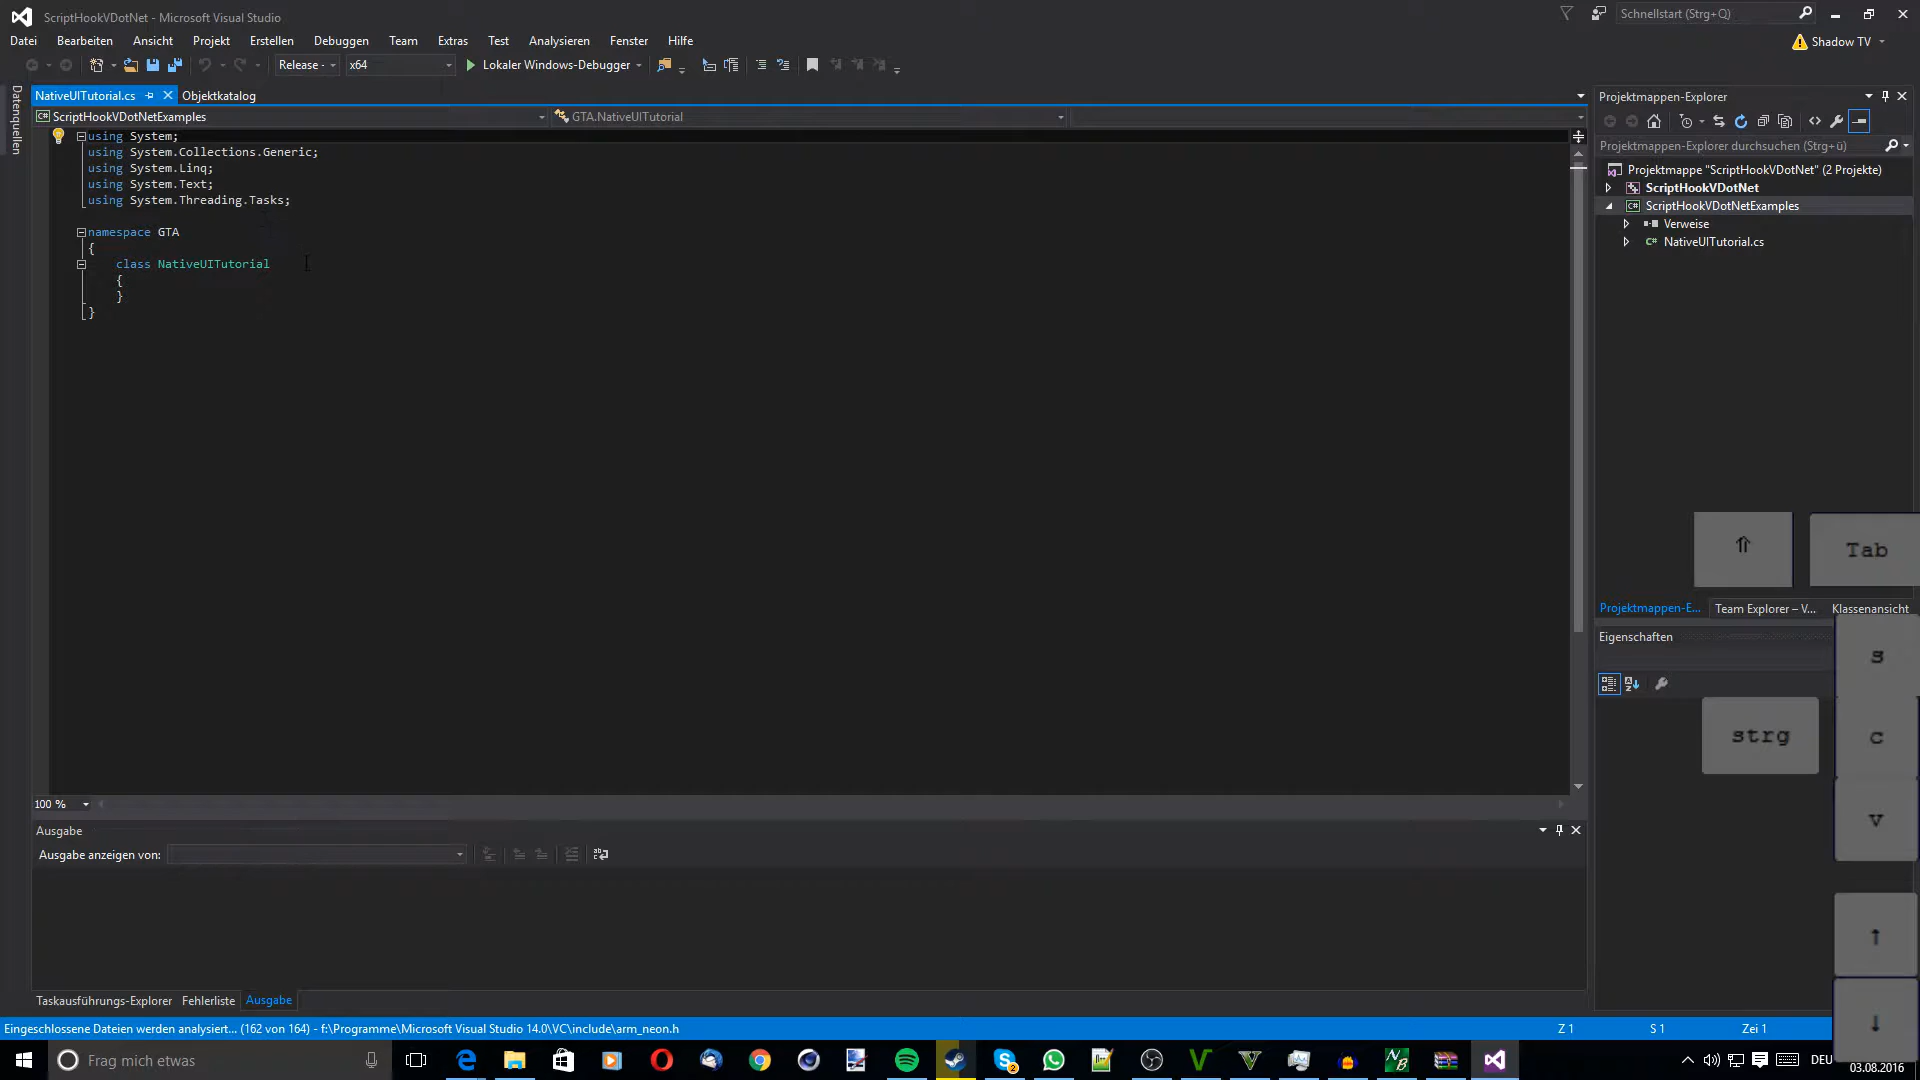 ScriptHookVDotNet - Microsoft Visual Studio
Schnellstart (Strg+Q)
Datei Bearbeiten Ansicht Projekt Erstellen Debuggen Team Extras Test Analysieren Fenster Hilfe
Shadow TV
Release x64 Lokaler Windows-Debugger
Datenquellen
NativeUITutorial.cs Objektkatalog
ScriptHookVDotNetExamples GTA.NativeUITutorial
using System;
using System.Collections.Generic;
using System.Linq;
using System.Text;
using System.Threading.Tasks;
namespace GTA
{
class NativeUITutorial
{
}
}
100 %
Projektmappen-Explorer
Projektmappen-Explorer durchsuchen (Strg+ü)
Projektmappe "ScriptHookVDotNet" (2 Projekte)
ScriptHookVDotNet
ScriptHookVDotNetExamples
Verweise
NativeUITutorial.cs
⇑ Tab
Projektmappen-E... Team Explorer – V... Klassenansicht
Eigenschaften
s
strg c
v
↑
↓
Ausgabe
Ausgabe anzeigen von:
Taskausführungs-Explorer Fehlerliste Ausgabe
Eingeschlossene Dateien werden analysiert... (162 von 164) - f:\Programme\Microsoft Visual Studio 14.0\VC\include\arm_neon.h
Z 1 S 1 Zei 1
Frag mich etwas
2
DEU
03.08.2016